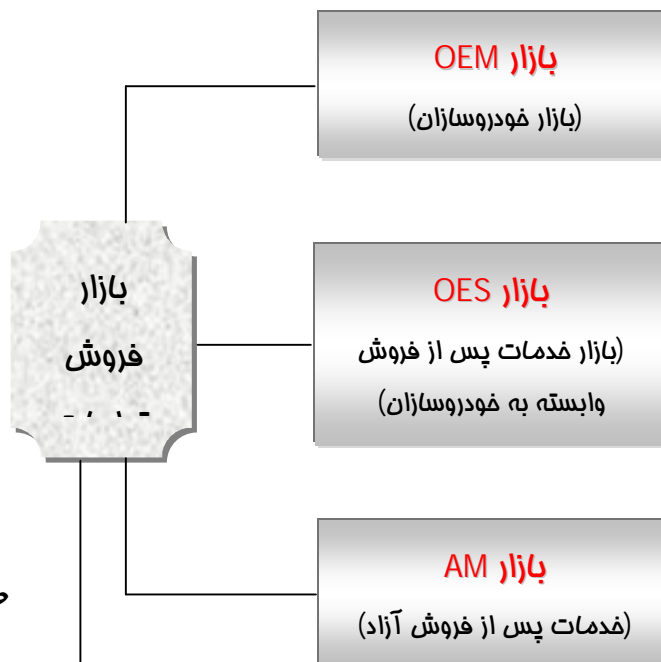 بازار OEM
(بازار خودروسازان)
بازار
فروش
بازار OES
(بازار خدمات پس از فروش
وابسته به خودروسازان)
بازار AM
(خدمات پس از فروش آزاد)